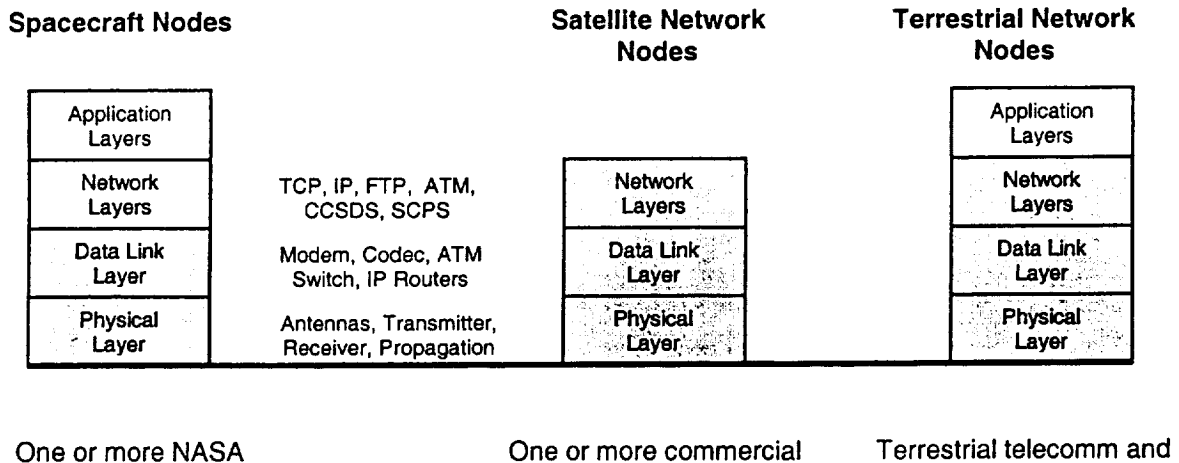 Spacecraft Nodes
Satellite Network
Nodes
Terrestrial Network
Nodes
Application
Layers
Network
Layers
Data Link
Layer
Physical
Layer
TCP, IP, FTP, ATM,
CCSDS, SCPS
Modem, Codec, ATM
Switch, IP Routers
Antennas, Transmitter,
Receiver, Propagation
Network
Layers
Data Link
Layer
Physical
Layer
Application
Layers
Network
Layers
Data Link
Layer
Physical
Layer
One or more NASA
One or more commercial
Terrestrial telecomm and